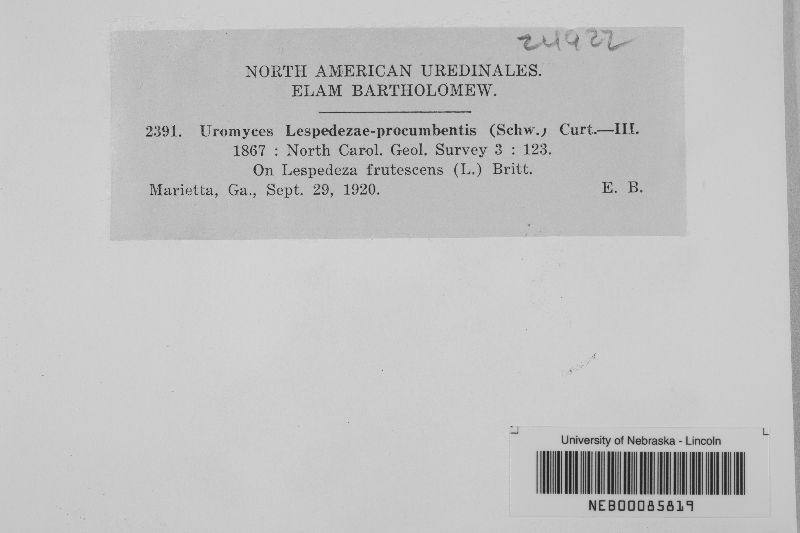 24922
NORTH AMERICAN UREDINALES.
ELAM BARTHOLOMEW.
2391. Uromyces Lespedezae-procumbentis (Schw.) Curt.—III.
1867 : North Carol. Geol. Survey 3 : 123.
On Lespedeza frutescens (L.) Britt.
Marietta, Ga., Sept. 29, 1920. E. B.
University of Nebraska - Lincoln
NEB00085819